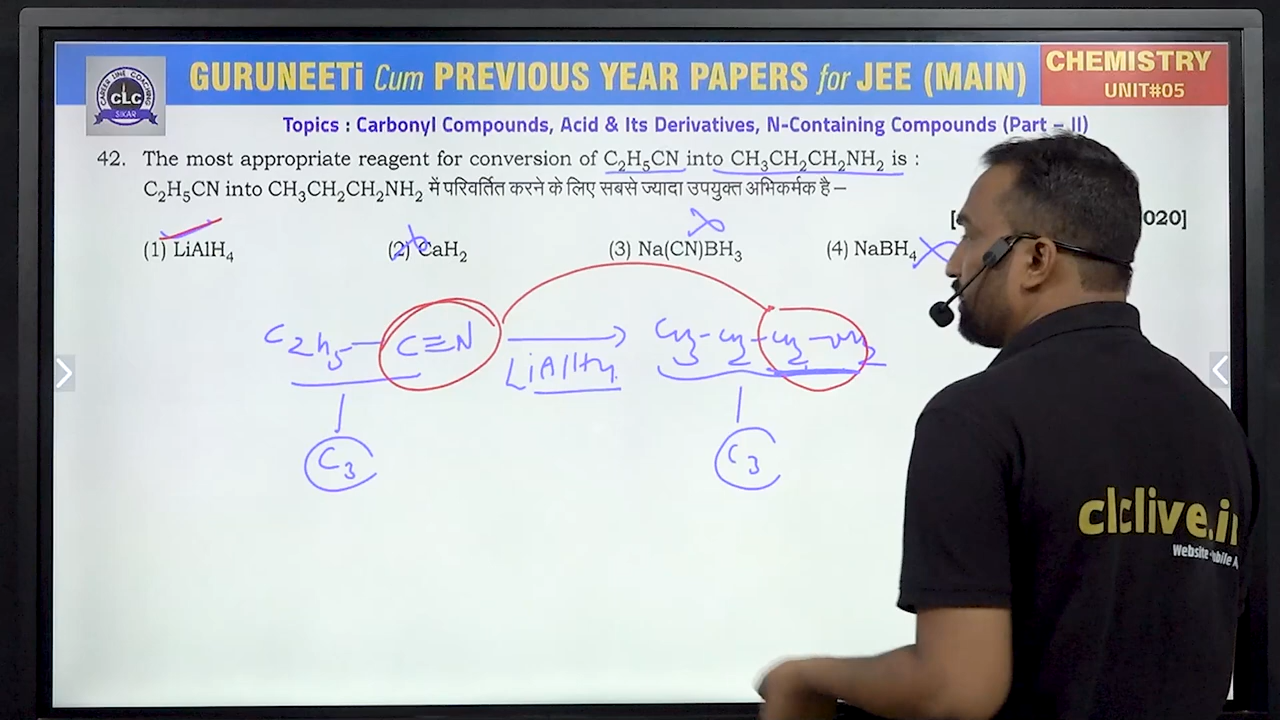 CAREER LINE COACHING
CLC
SIKAR
GURUNEETi Cum PREVIOUS YEAR PAPERS for JEE (MAIN)
CHEMISTRY
UNIT#05
Topics : Carbonyl Compounds, Acid & Its Derivatives, N-Containing Compounds (Part – II)
42. The most appropriate reagent for conversion of C₂H₅CN into CH₃CH₂CH₂NH₂ is :
C₂H₅CN into CH₃CH₂CH₂NH₂ में परिवर्तित करने के लिए सबसे ज्यादा उपयुक्त अभिकर्मक है –
[ 020]
(1) LiAlH₄ (2) CaH₂ (3) Na(CN)BH₃ (4) NaBH₄
C₂H₅—C≡N → CH₃-CH₂-CH₂-NH₂
LiAlH₄
C₃ C₃
clclive.i
Website